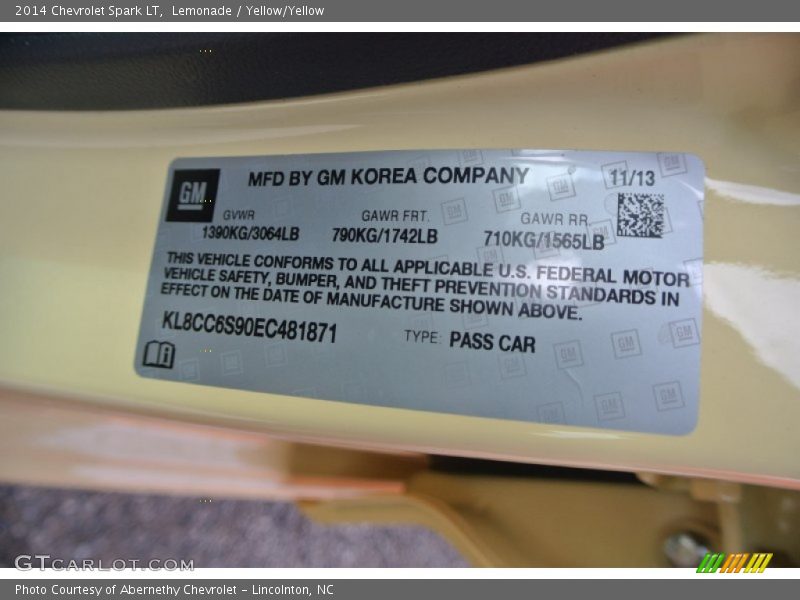 2014 Chevrolet Spark LT, Lemonade / Yellow/Yellow
GM
MFD BY GM KOREA COMPANY
11/13
GVWR
GAWR FRT.
GAWR RR.
1390KG/3064LB
790KG/1742LB
710KG/1565LB
THIS VEHICLE CONFORMS TO ALL APPLICABLE U.S. FEDERAL MOTOR
VEHICLE SAFETY, BUMPER, AND THEFT PREVENTION STANDARDS IN
EFFECT ON THE DATE OF MANUFACTURE SHOWN ABOVE.
KL8CC6S90EC481871
TYPE: PASS CAR
GTCARLOT.COM
Photo Courtesy of Abernethy Chevrolet – Lincolnton, NC